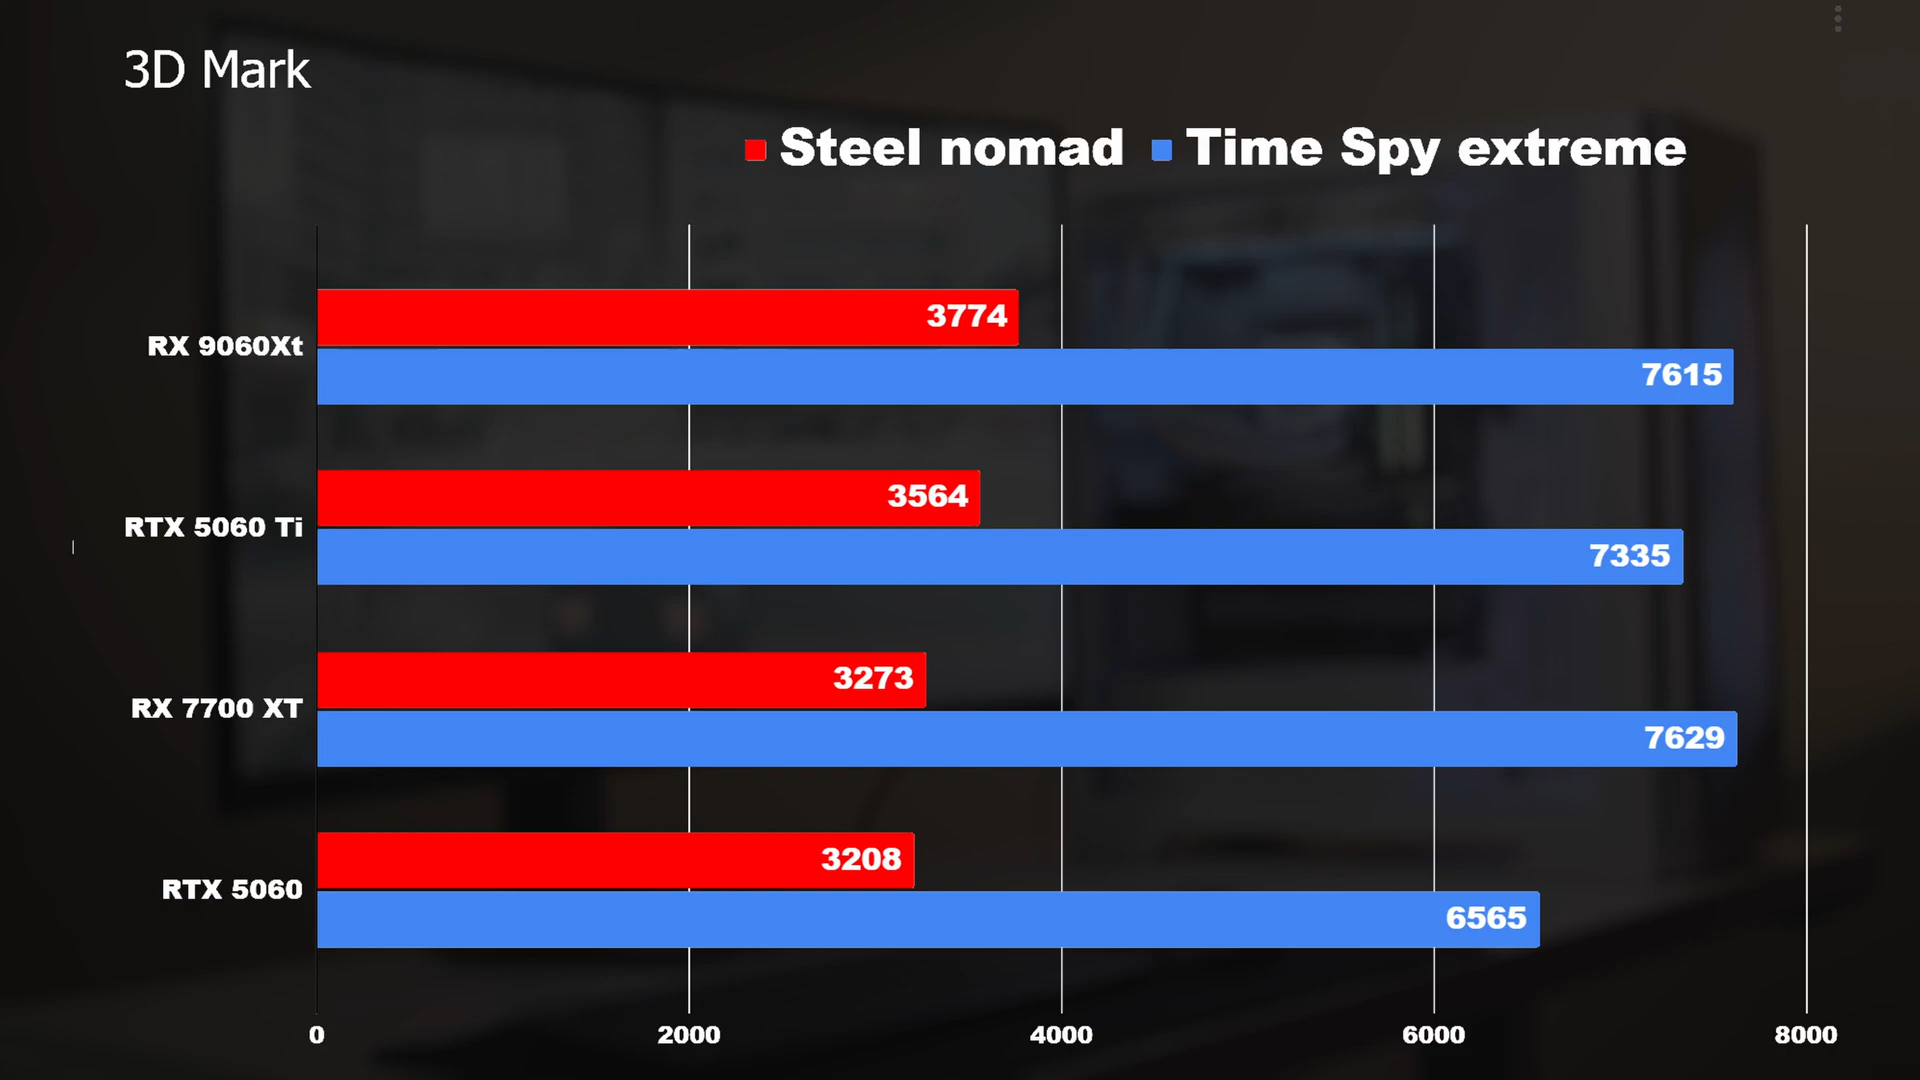 3D Mark
Steel nomad Time Spy extreme
RX 9060Xt
3774
7615
RTX 5060 Ti
3564
7335
RX 7700 XT
3273
7629
RTX 5060
3208
6565
0 2000 4000 6000 8000